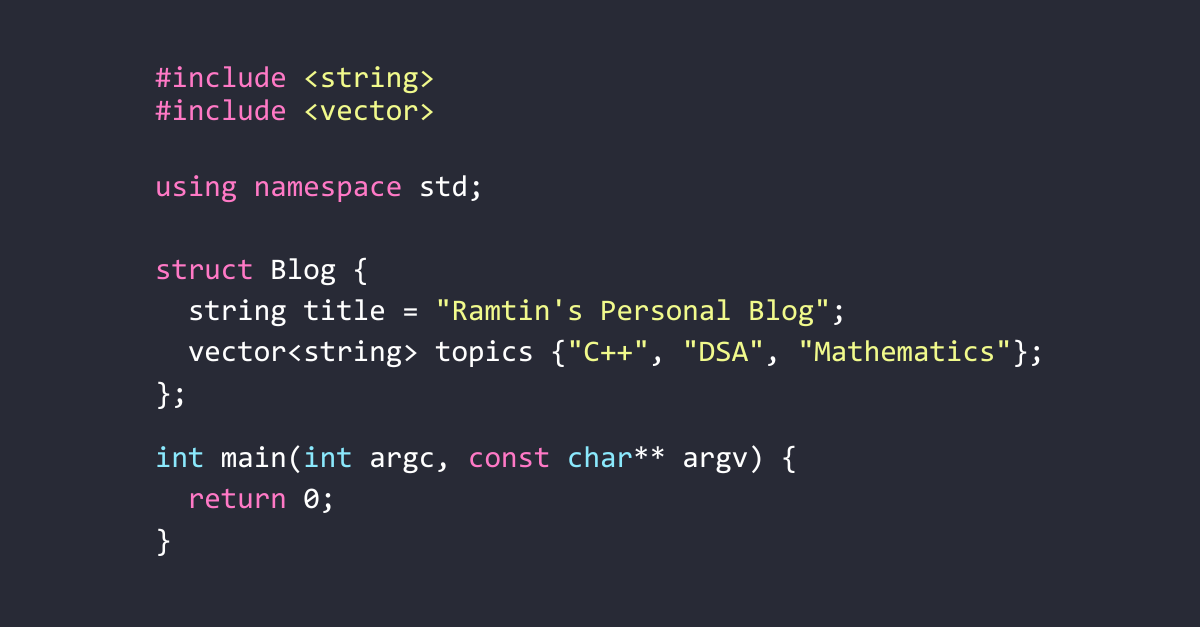 #include <string>
#include <vector>
using namespace std;
struct Blog {
  string title = "Ramtin's Personal Blog";
  vector<string> topics {"C++", "DSA", "Mathematics"};
};
int main(int argc, const char** argv) {
  return 0;
}